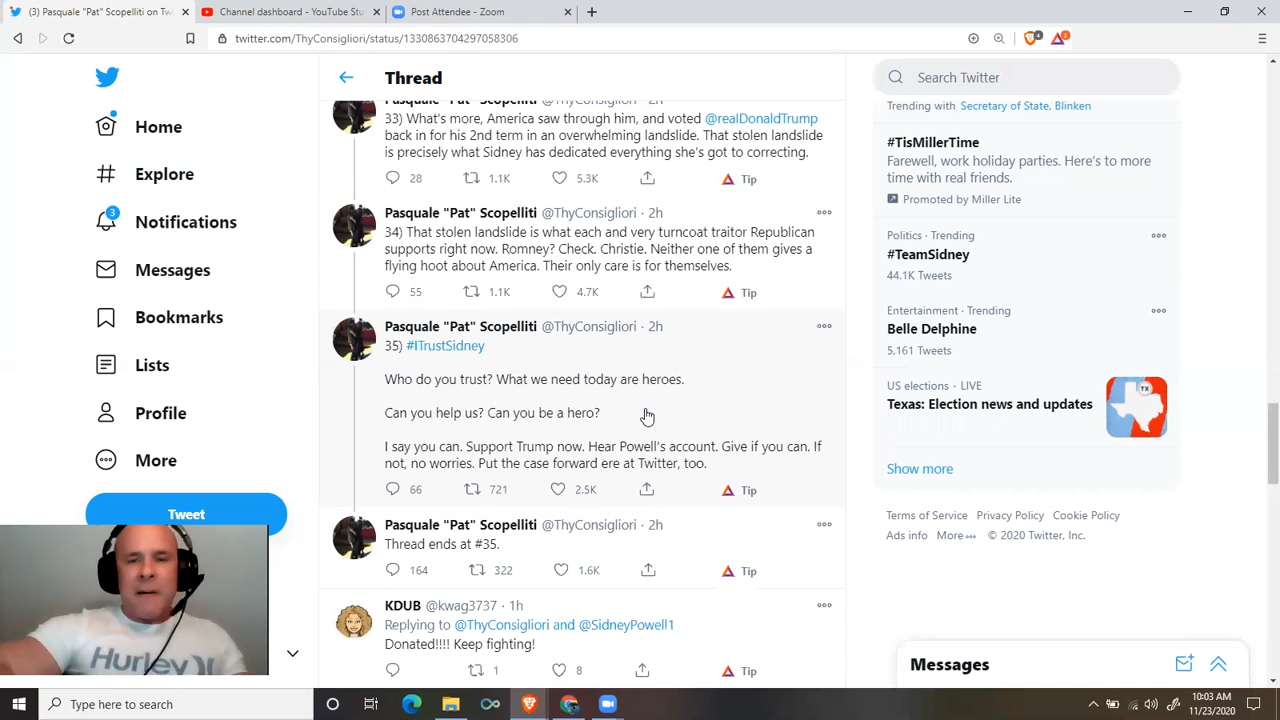 (3) Pasquale "Pat" Scopelliti on Tw
Channel dashboard - YouTube Stu
Post Attendee - Zoom
twitter.com/ThyConsigliori/status/1330863704297058306
4
2
Home
Explore
3
Notifications
Messages
Bookmarks
Lists
Profile
More
Tweet
Hurley
Thread
Pasquale "Pat" Scopelliti @ThyConsigliori · 2h
33) What's more, America saw through him, and voted @realDonaldTrump
back in for his 2nd term in an overwhelming landslide. That stolen landslide
is precisely what Sidney has dedicated everything she's got to correcting.
28 1.1K 5.3K Tip
Pasquale "Pat" Scopelliti @ThyConsigliori · 2h
34) That stolen landslide is what each and very turncoat traitor Republican
supports right now. Romney? Check. Christie. Neither one of them gives a
flying hoot about America. Their only care is for themselves.
55 1.1K 4.7K Tip
Pasquale "Pat" Scopelliti @ThyConsigliori · 2h
35) #ITrustSidney
Who do you trust? What we need today are heroes.
Can you help us? Can you be a hero?
I say you can. Support Trump now. Hear Powell's account. Give if you can. If
not, no worries. Put the case forward ere at Twitter, too.
66 721 2.5K Tip
Pasquale "Pat" Scopelliti @ThyConsigliori · 2h
Thread ends at #35.
164 322 1.6K Tip
KDUB @kwag3737 · 1h
Replying to @ThyConsigliori and @SidneyPowell1
Donated!!!! Keep fighting!
1 8 Tip
Search Twitter
Trending with Secretary of State, Blinken
#TisMillerTime
Farewell, work holiday parties. Here's to more
time with real friends.
Promoted by Miller Lite
Politics · Trending
#TeamSidney
44.1K Tweets
Entertainment · Trending
Belle Delphine
5,161 Tweets
US elections · LIVE
Texas: Election news and updates
TX
Show more
Terms of Service Privacy Policy Cookie Policy
Ads info More © 2020 Twitter, Inc.
Messages
Type here to search
10:03 AM
11/23/2020